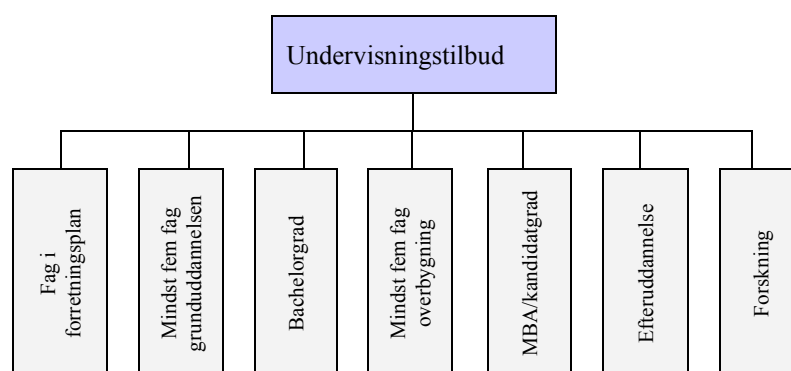 Undervisningstilbud
Fag i
forretningsplan
Mindst fem fag
grunduddannelsen
Bachelorgrad
Mindst fem fag
overbygning
MBA/kandidatgrad
Efteruddannelse
Forskning